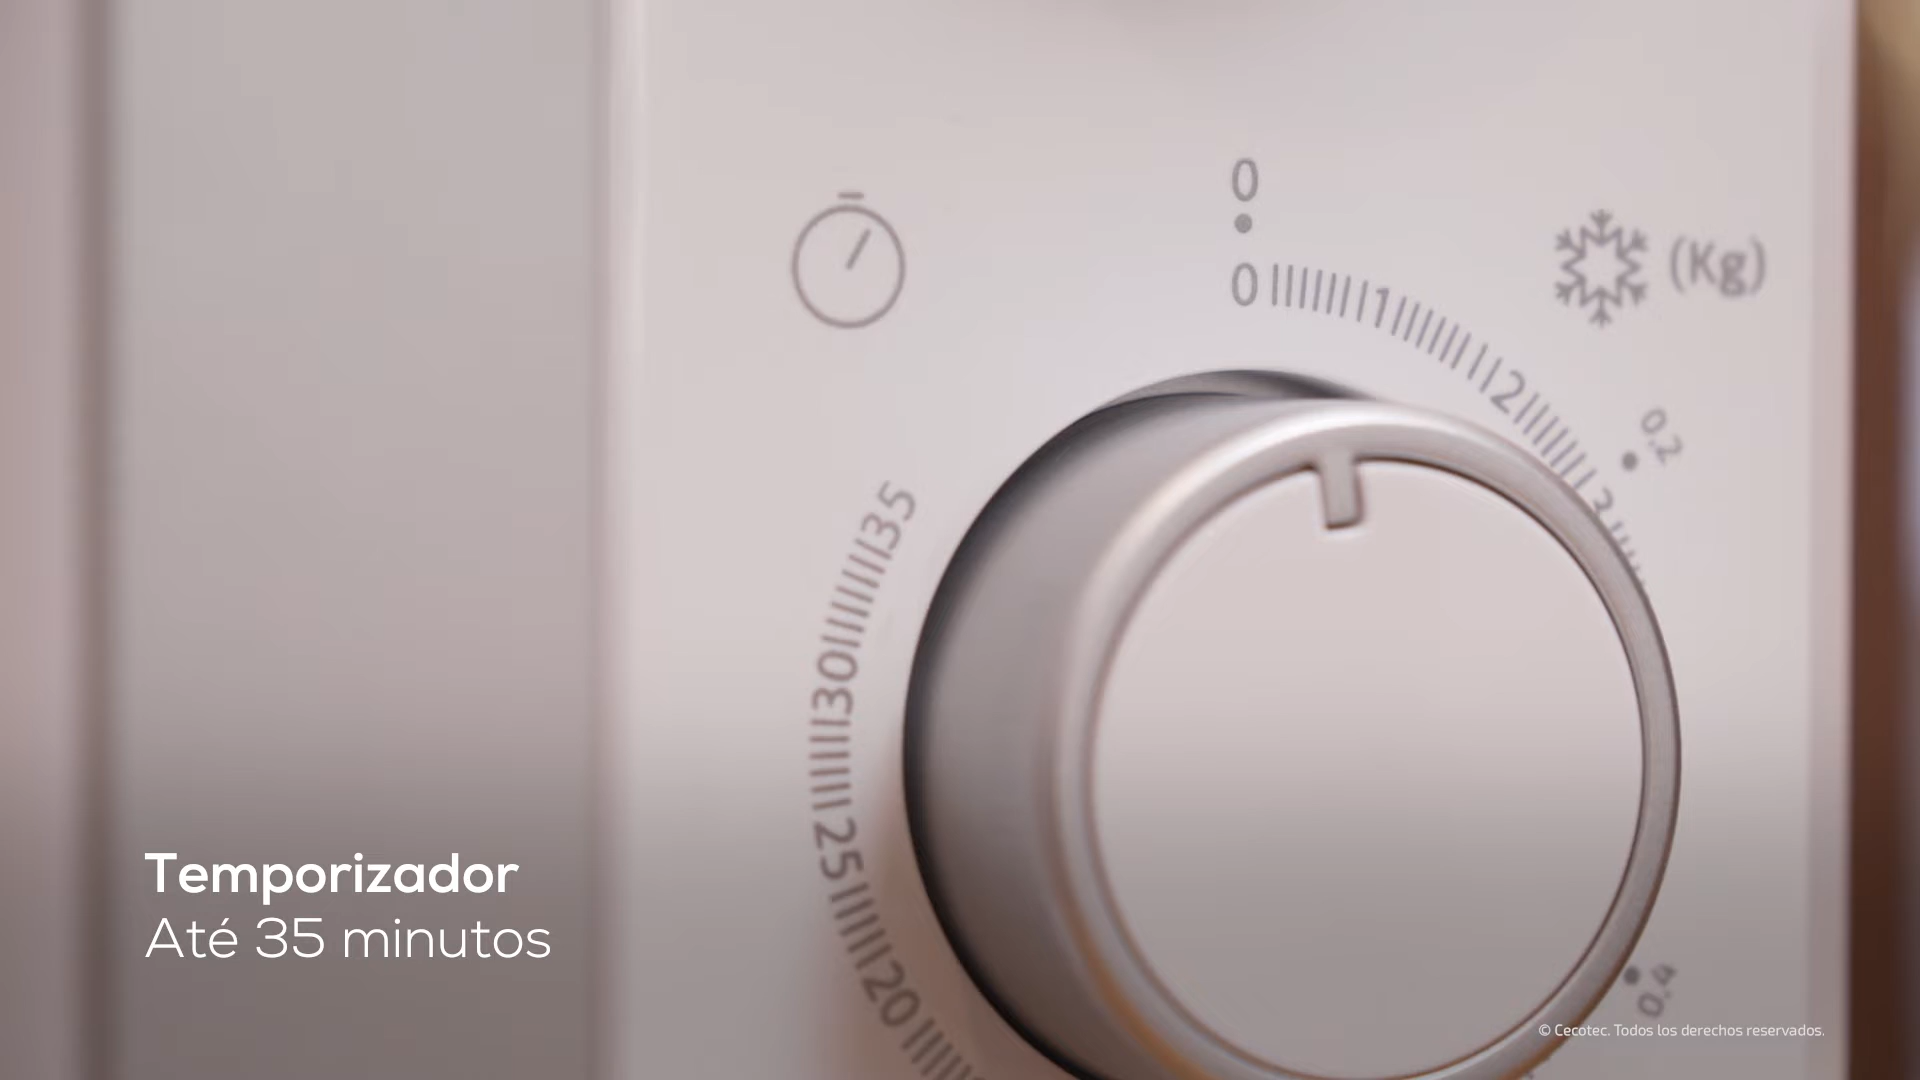 0
0 1 2 3
(Kg)
0,2
0,4
35
30
25
20
Temporizador
Até 35 minutos
© Cecotec. Todos los derechos reservados.